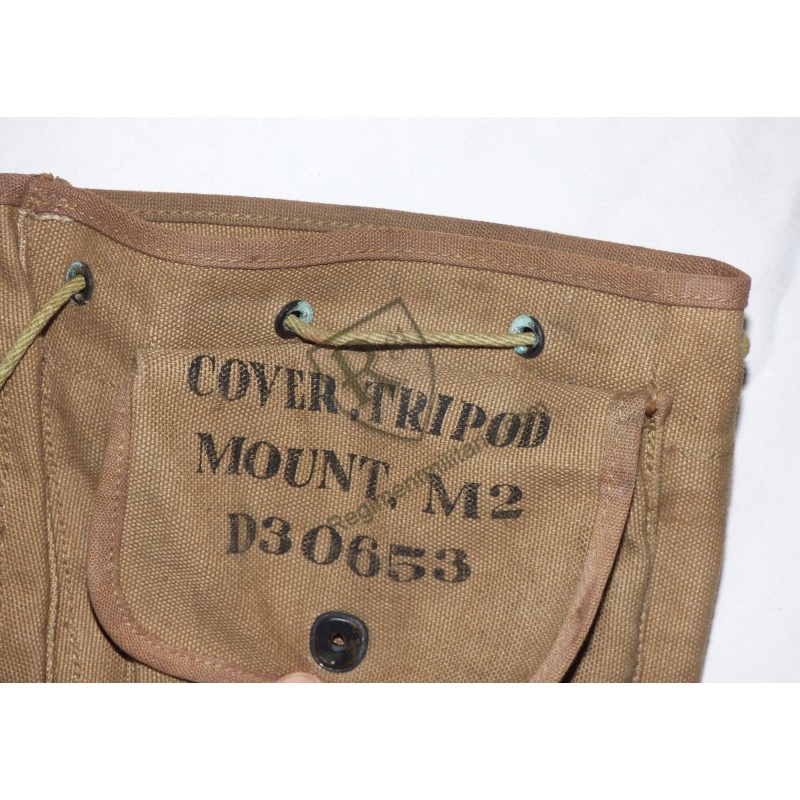 COVER, TRIPOD
MOUNT, M2
D30653